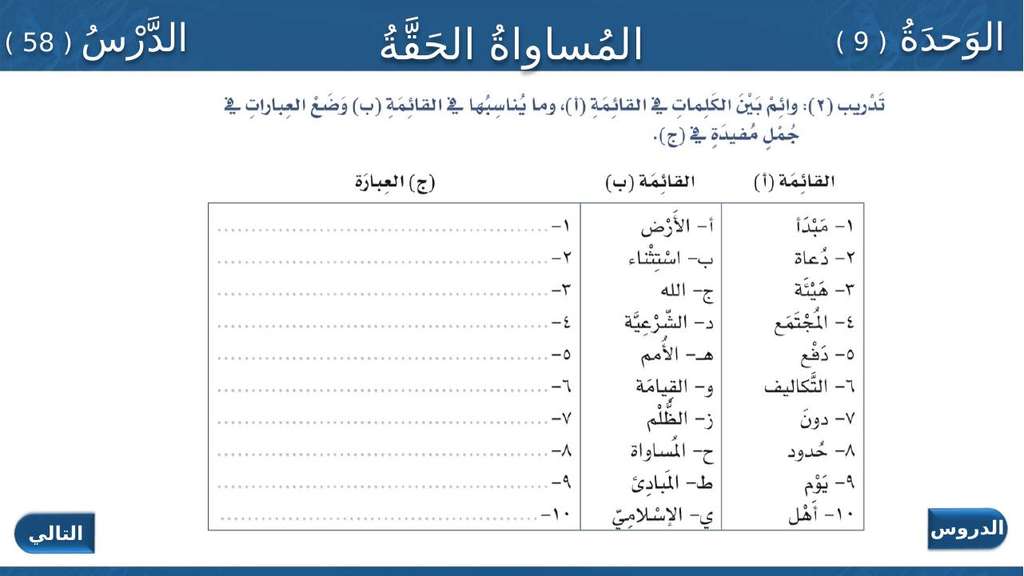 الوَحدَةُ ( 9 )
المُساواةُ الحَقَّةُ
الدَّرْسُ ( 58 )
تَدْريب (٢): وائِمْ بَيْنَ الكَلِماتِ في القائِمَةِ (أ)، وما يُناسِبُها في القائِمَةِ (ب) وَضَعْ العِباراتِ في
جُمْلٍ مُفيدَةٍ في (ج).
القائِمَة (أ) القائِمَة (ب) (ج) العِبارَة
١- مَبْدَأ أ- الأَرْض ١- ......................................................
٢- دُعاة ب- اسْتِثْناء ٢- ......................................................
٣- هَيْئَة ج- الله ٣- ......................................................
٤- المُجْتَمَع د- الشّرْعِيَّة ٤- ......................................................
٥- دَفْع هـ- الأُمم ٥- ......................................................
٦- التَّكاليف و- القِيامَة ٦- ......................................................
٧- دونَ ز- الظُّلْم ٧- ......................................................
٨- حُدود ح- المُساواة ٨- ......................................................
٩- يَوْم ط- المَبادِئ ٩- ......................................................
١٠- أَهْل ي- الإسْلامِيّ ١٠- ....................................................
الدروس
التالي